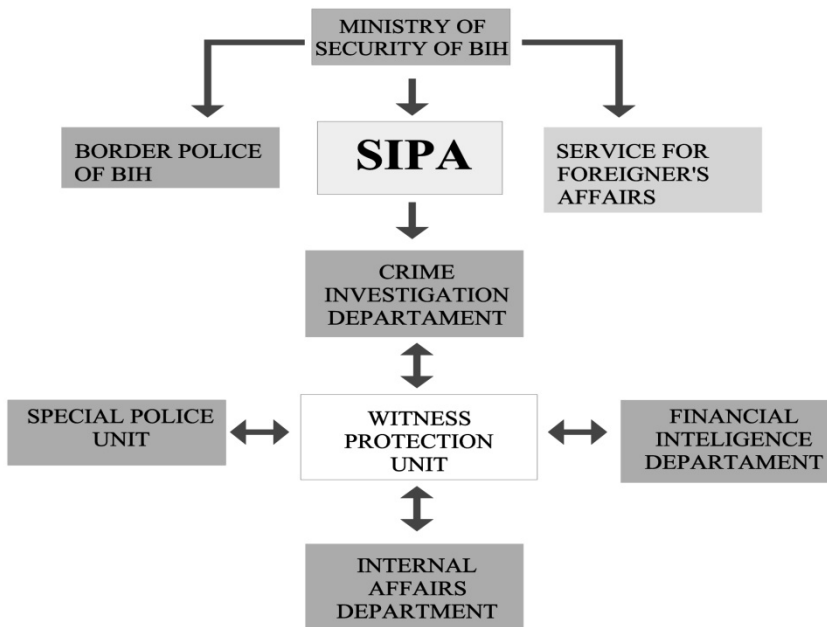 MINISTRY OF
SECURITY OF BIH
BORDER POLICE
OF BIH
SIPA
SERVICE FOR
FOREIGNER'S
AFFAIRS
CRIME
INVESTIGATION
DEPARTAMENT
SPECIAL POLICE
UNIT
WITNESS
PROTECTION
UNIT
FINANCIAL
INTELIGENCE
DEPARTAMENT
INTERNAL
AFFAIRS
DEPARTMENT